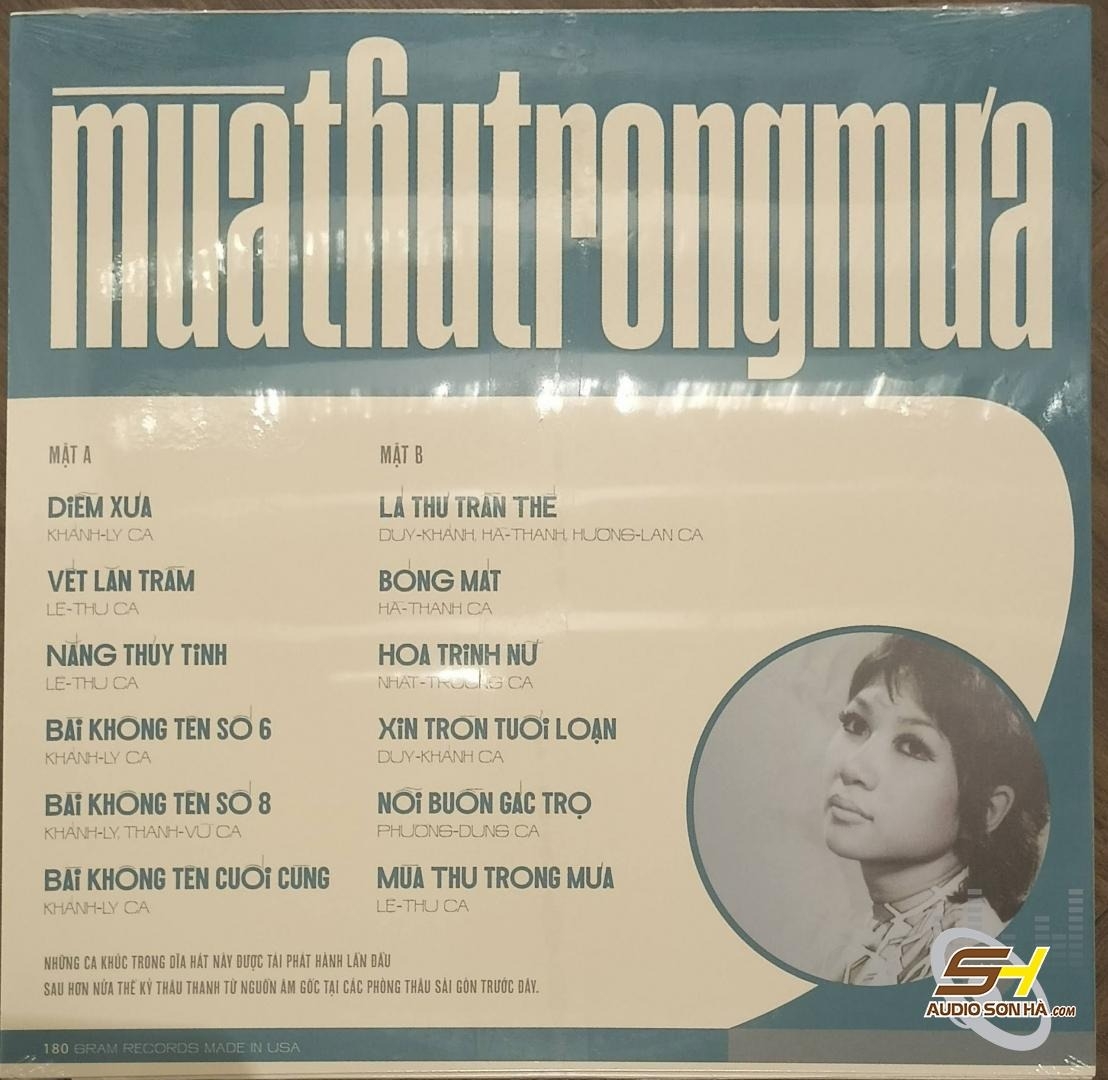 mùa thu trong mưa
MẶT A
DIỄM XƯA
KHÁNH-LY CA
VẾT LĂN TRẦM
LỆ-THU CA
NẮNG THỦY TINH
LỆ-THU CA
BÀI KHÔNG TÊN SỐ 6
KHÁNH-LY CA
BÀI KHÔNG TÊN SỐ 8
KHÁNH-LY, THANH-VŨ CA
BÀI KHÔNG TÊN CUỐI CÙNG
KHÁNH-LY CA
MẶT B
LÁ THƯ TRẦN THẾ
DUY-KHÁNH, HÀ-THANH, HƯƠNG-LAN CA
BÓNG MÁT
HÀ-THANH CA
HOA TRINH NỮ
NHẬT-TRƯỜNG CA
XIN TRÒN TUỔI LOẠN
DUY-KHÁNH CA
NỖI BUỒN GÁC TRỌ
PHƯƠNG-DUNG CA
MÙA THU TRONG MƯA
LỆ-THU CA
NHỮNG CA KHÚC TRONG DĨA HÁT NÀY ĐƯỢC TÁI PHÁT HÀNH LẦN ĐẦU
SAU HƠN NỬA THẾ KỶ THÂU THANH TỪ NGUỒN ÂM GỐC TẠI CÁC PHÒNG THÂU SÀI GÒN TRƯỚC ĐÂY.
180 GRAM RECORDS MADE IN USA
SH
AUDIO SƠN HÀ.COM